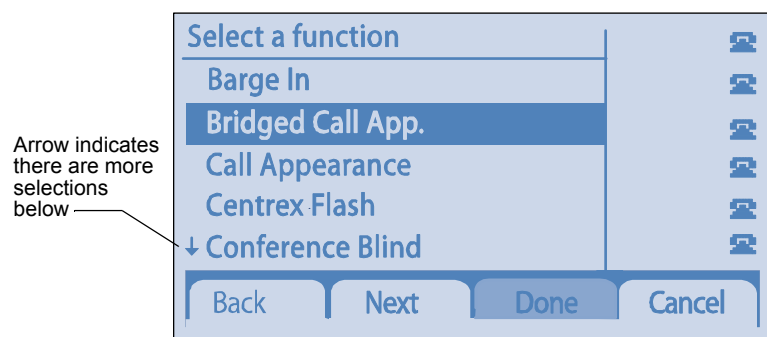 Select a function
Barge In
Bridged Call App.
Call Appearance
Centrex Flash
Conference Blind
Back Next Done Cancel
Arrow indicates
there are more
selections
below